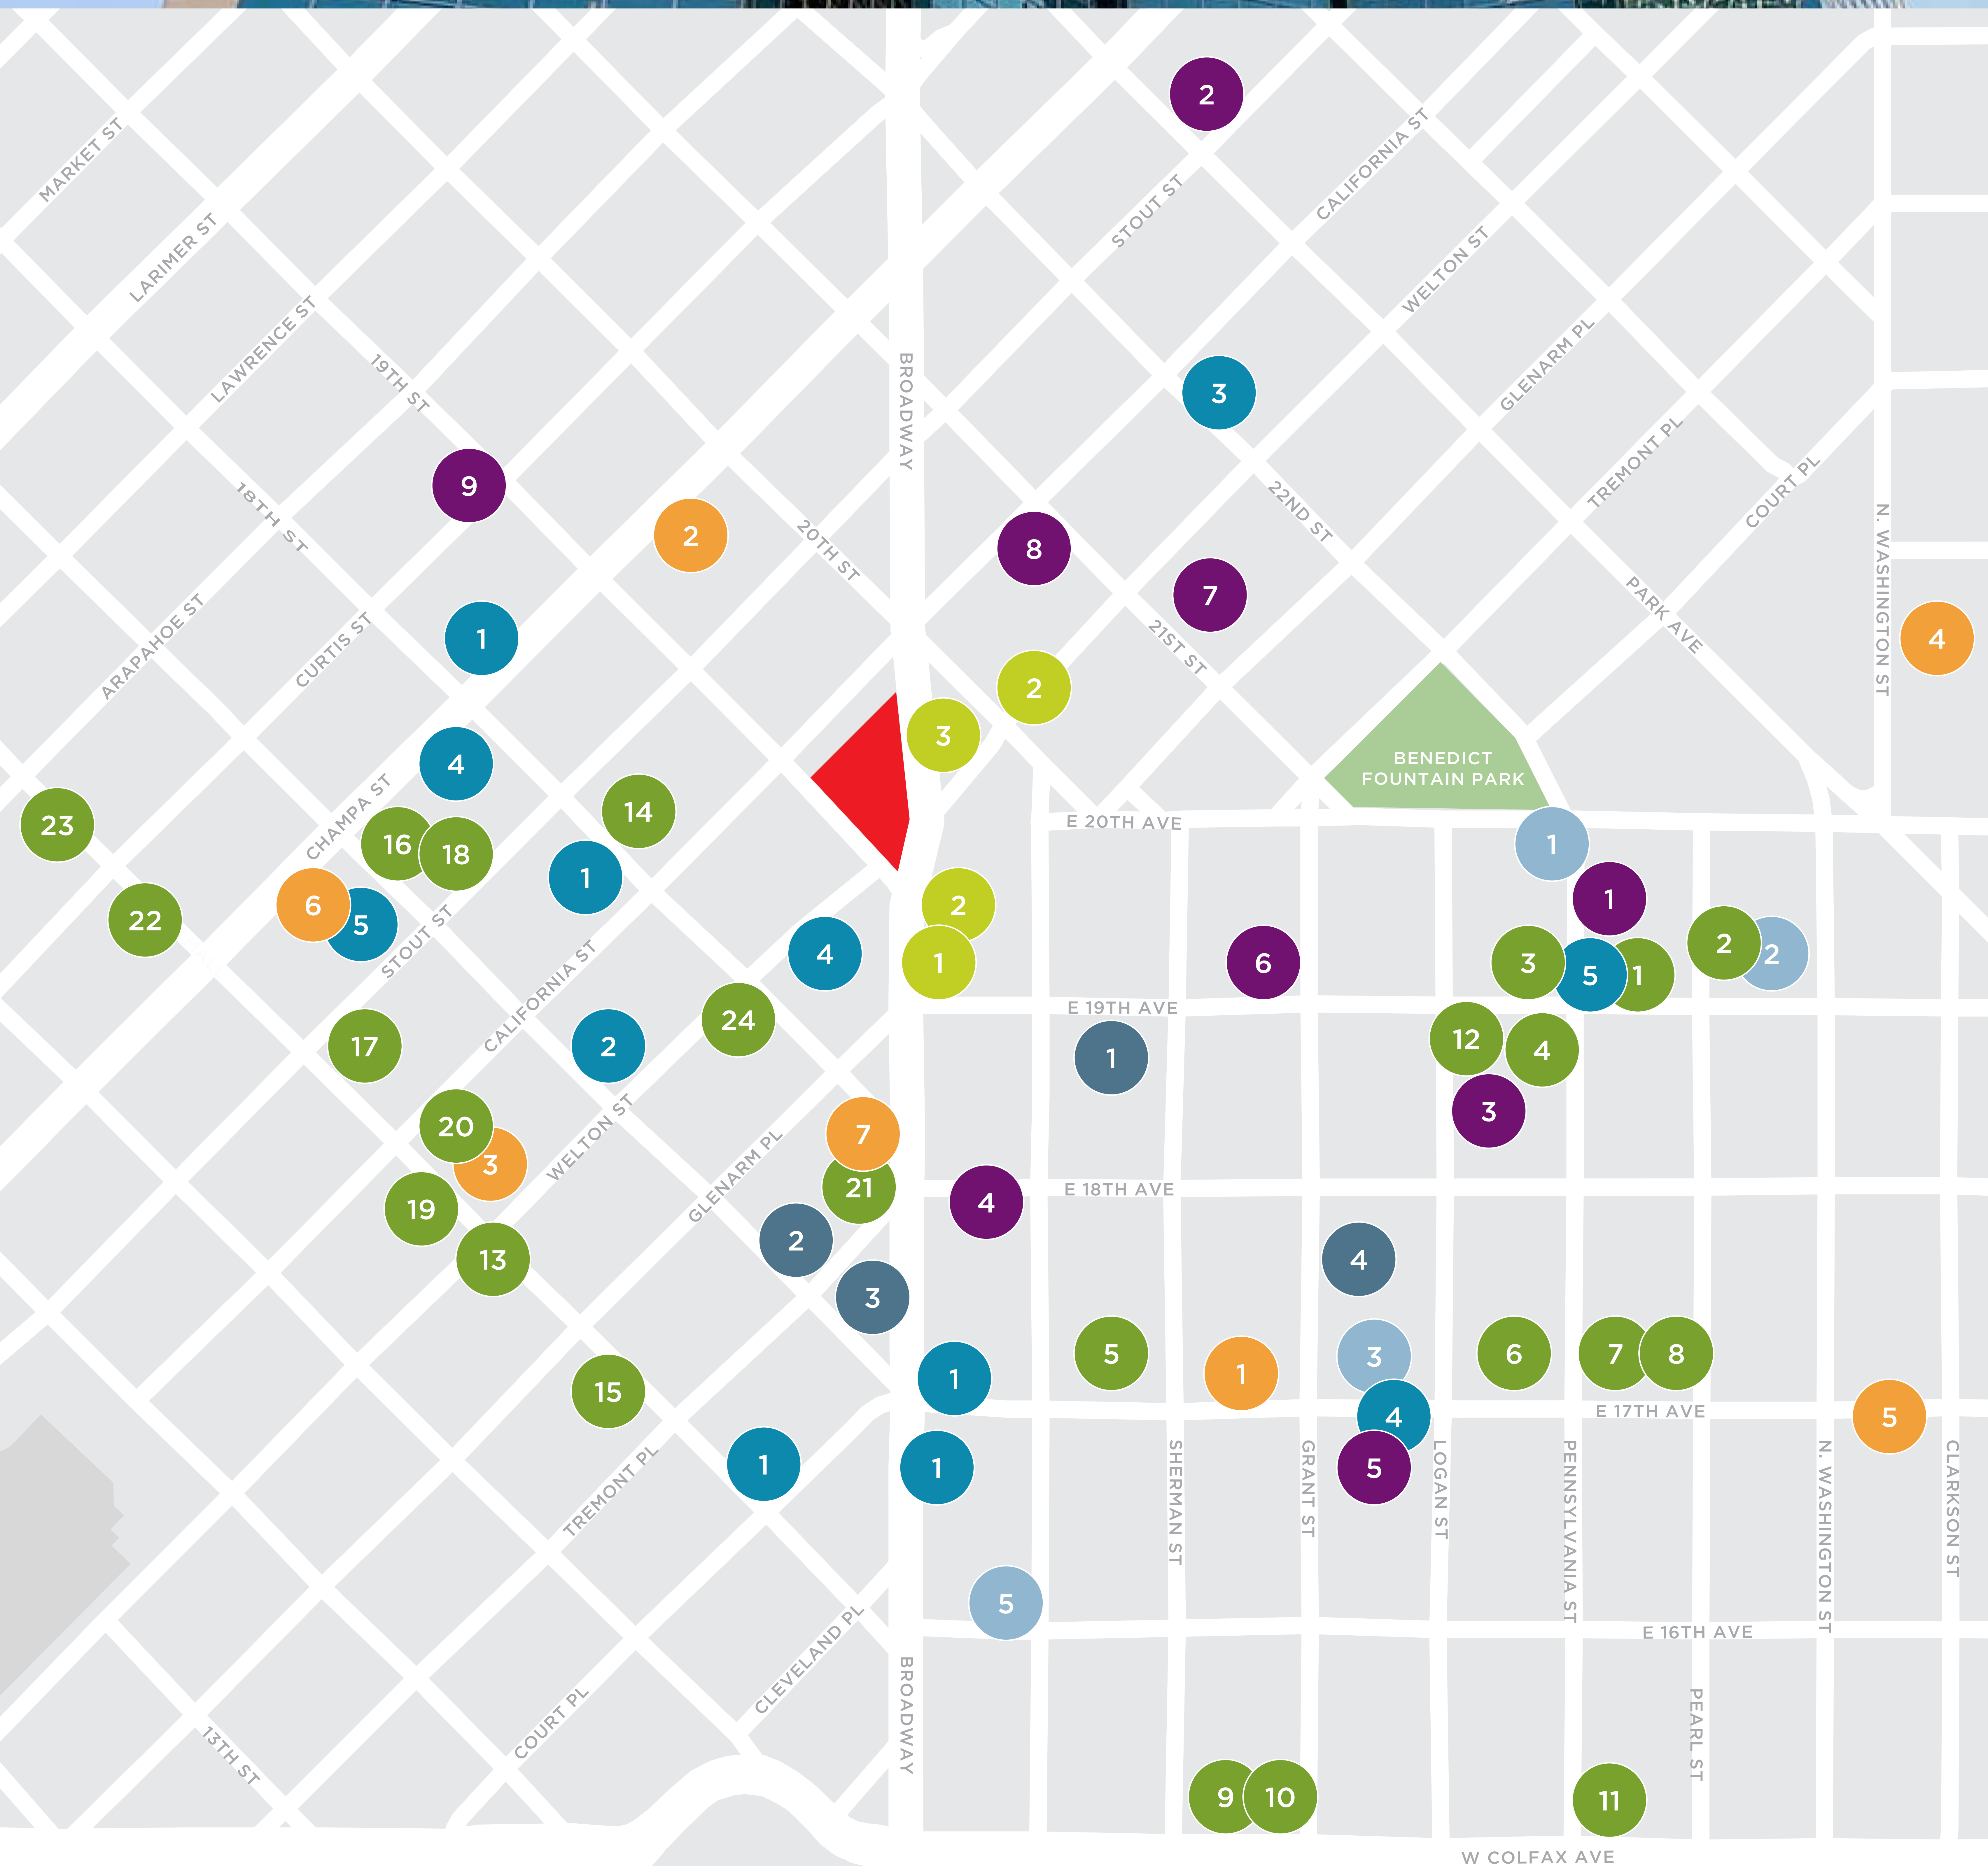 2
CALIFORNIA ST
MARKET ST
STOUT ST
LARIMER ST
WELTON ST
LAWRENCE ST
19TH ST
BROADWAY
3
GLENARM PL
TREMONT PL
COURT PL
9
18TH ST
2
20TH ST
8
22ND ST
N. WASHINGTON ST
7
ARAPAHOE ST
CURTIS ST
1
21ST ST
PARK AVE
4
2
3
4
BENEDICT
FOUNTAIN PARK
23
CHAMPA ST
16
18
14
E 20TH AVE
1
22
6
5
STOUT ST
1
2
1
4
1
6
3
5
1
2
2
CALIFORNIA ST
E 19TH AVE
17
2
24
1
12
4
3
20
3
WELTON ST
7
GLENARM PL
21
4
E 18TH AVE
19
13
2
3
4
15
1
5
1
3
6
7
8
4
E 17TH AVE
5
TREMONT PL
1
1
5
SHERMAN ST
GRANT ST
LOGAN ST
PENNSYLVANIA ST
N. WASHINGTON ST
CLARKSON ST
5
E 16TH AVE
CLEVELAND PL
COURT PL
BROADWAY
PEARL ST
13TH ST
9
10
11
W COLFAX AVE